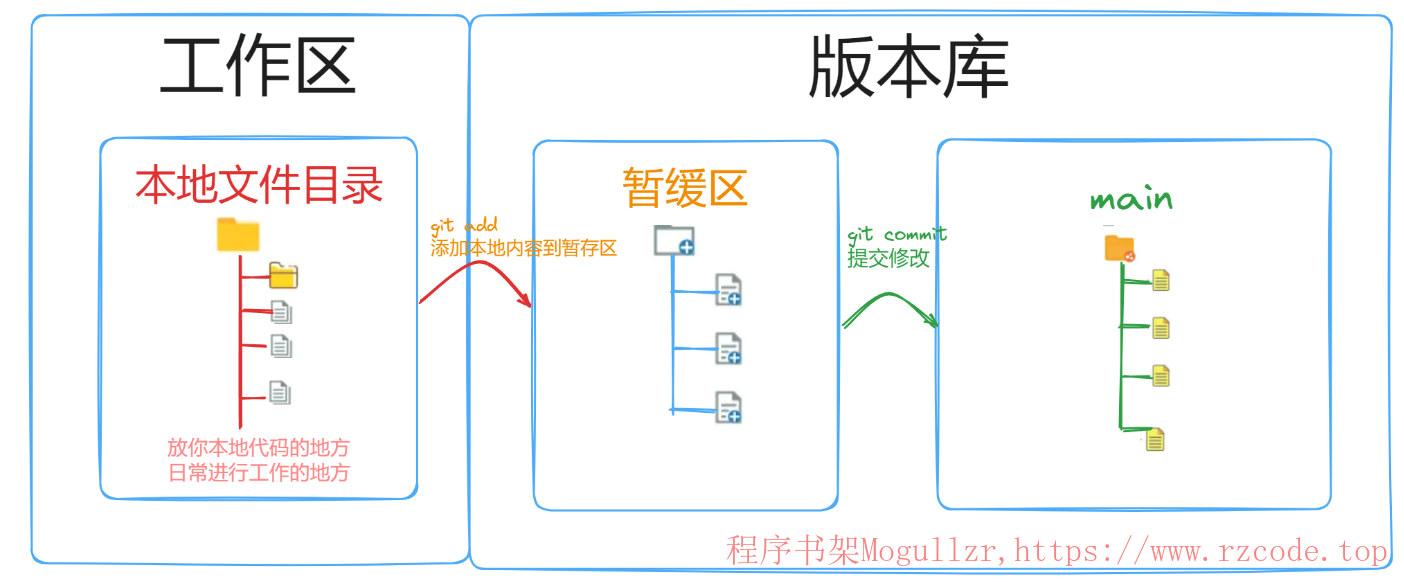 工作区
版本库
本地文件目录
暂缓区
main
git add
添加本地内容到暂存区
git commit
提交修改
放你本地代码的地方
日常进行工作的地方
程序书架Mogullzr,https://www.rzcode.top